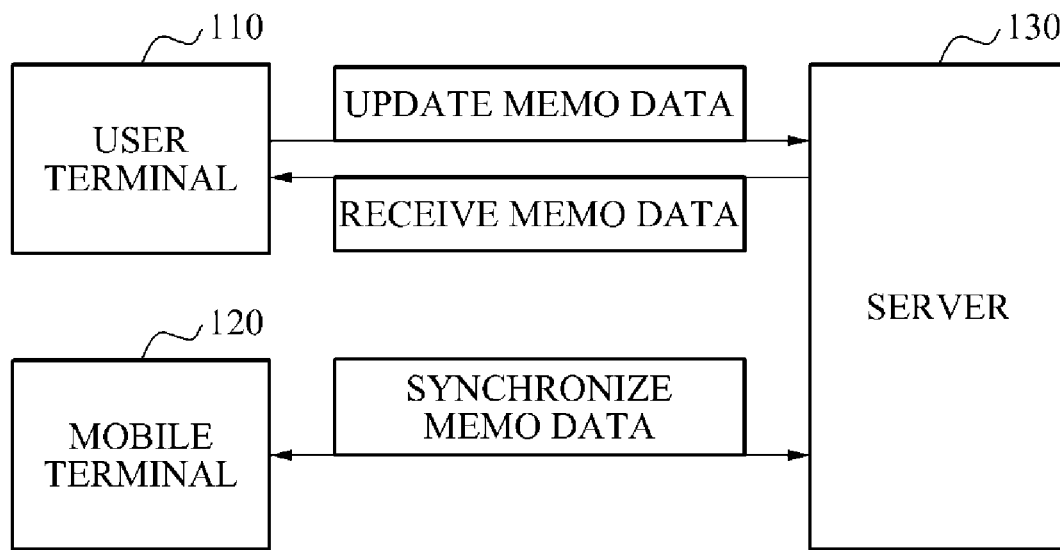 110
130
USER
TERMINAL
UPDATE MEMO DATA
RECEIVE MEMO DATA
SERVER
120
MOBILE
TERMINAL
SYNCHRONIZE
MEMO DATA